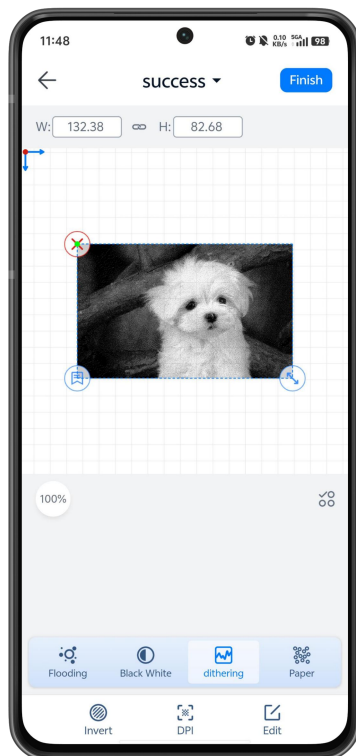 11:48
0.10 KB/s 5GA 98
success
Finish
W: 132.38 H: 82.68
100%
Flooding Black White dithering Paper
Invert DPI Edit